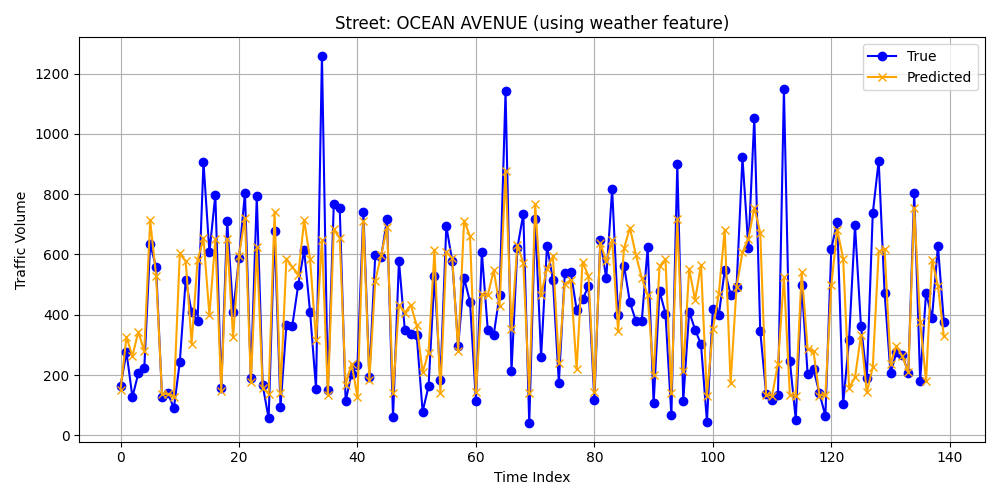 Street: OCEAN AVENUE (using weather feature)
True
Predicted
Traffic Volume
1200
1000
800
600
400
200
0
0 20 40 60 80 100 120 140
Time Index